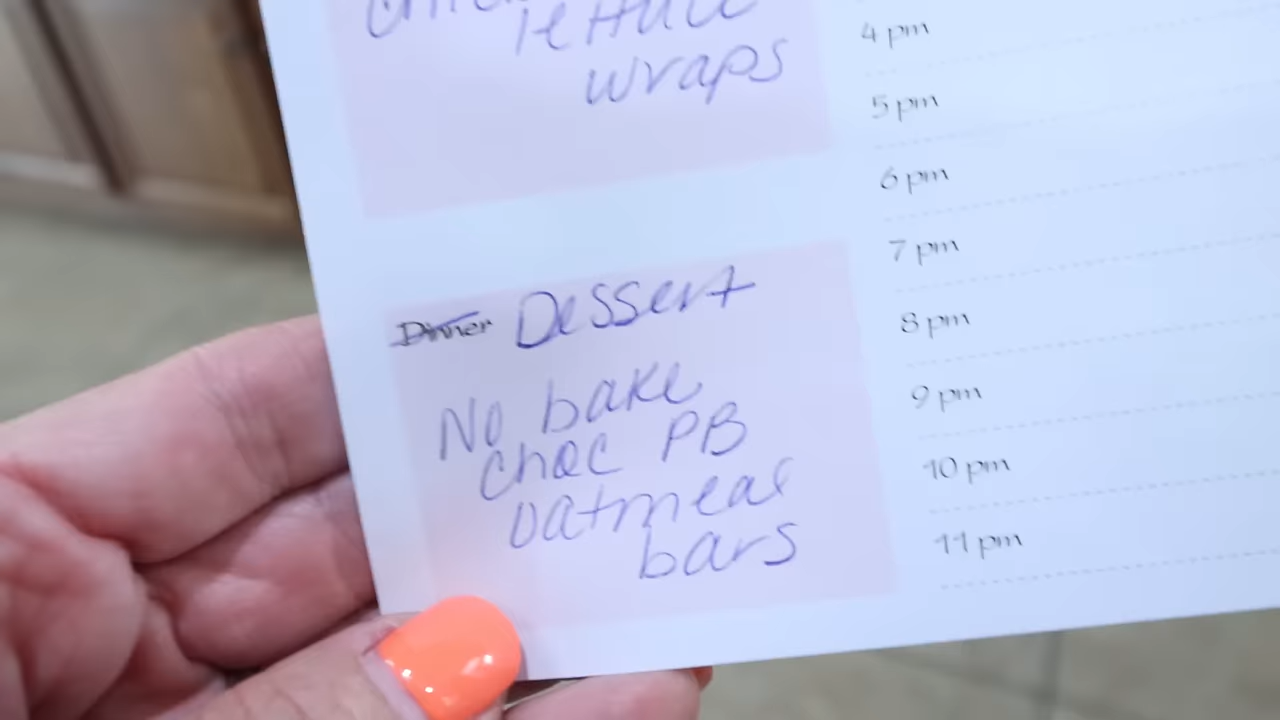 lettuce
wraps
Dinner Dessert
No bake
choc PB
oatmeal
bars
4 pm
5 pm
6 pm
7 pm
8 pm
9 pm
10 pm
11 pm